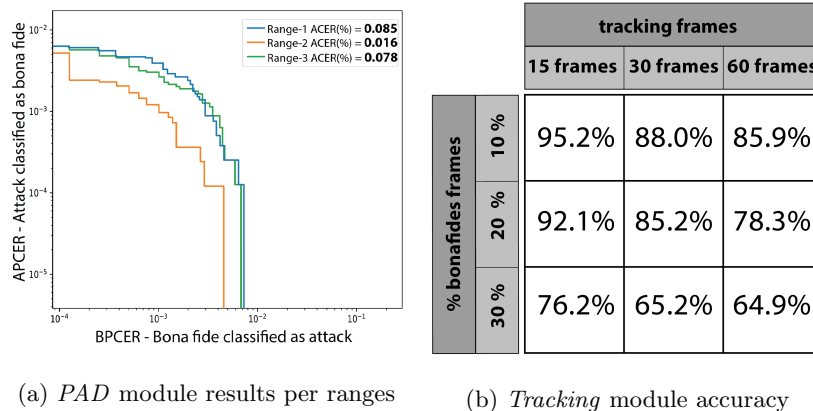 10⁻²
10⁻³
10⁻⁴
10⁻⁵
APCER - Attack classified as bona fide
Range-1 ACER(%) = 0.085
Range-2 ACER(%) = 0.016
Range-3 ACER(%) = 0.078
10⁻⁴ 10⁻³ 10⁻² 10⁻¹
BPCER - Bona fide classified as attack
(a) PAD module results per ranges
tracking frames
15 frames 30 frames 60 frames
% bonafides frames
10 % 95.2% 88.0% 85.9%
20 % 92.1% 85.2% 78.3%
30 % 76.2% 65.2% 64.9%
(b) Tracking module accuracy